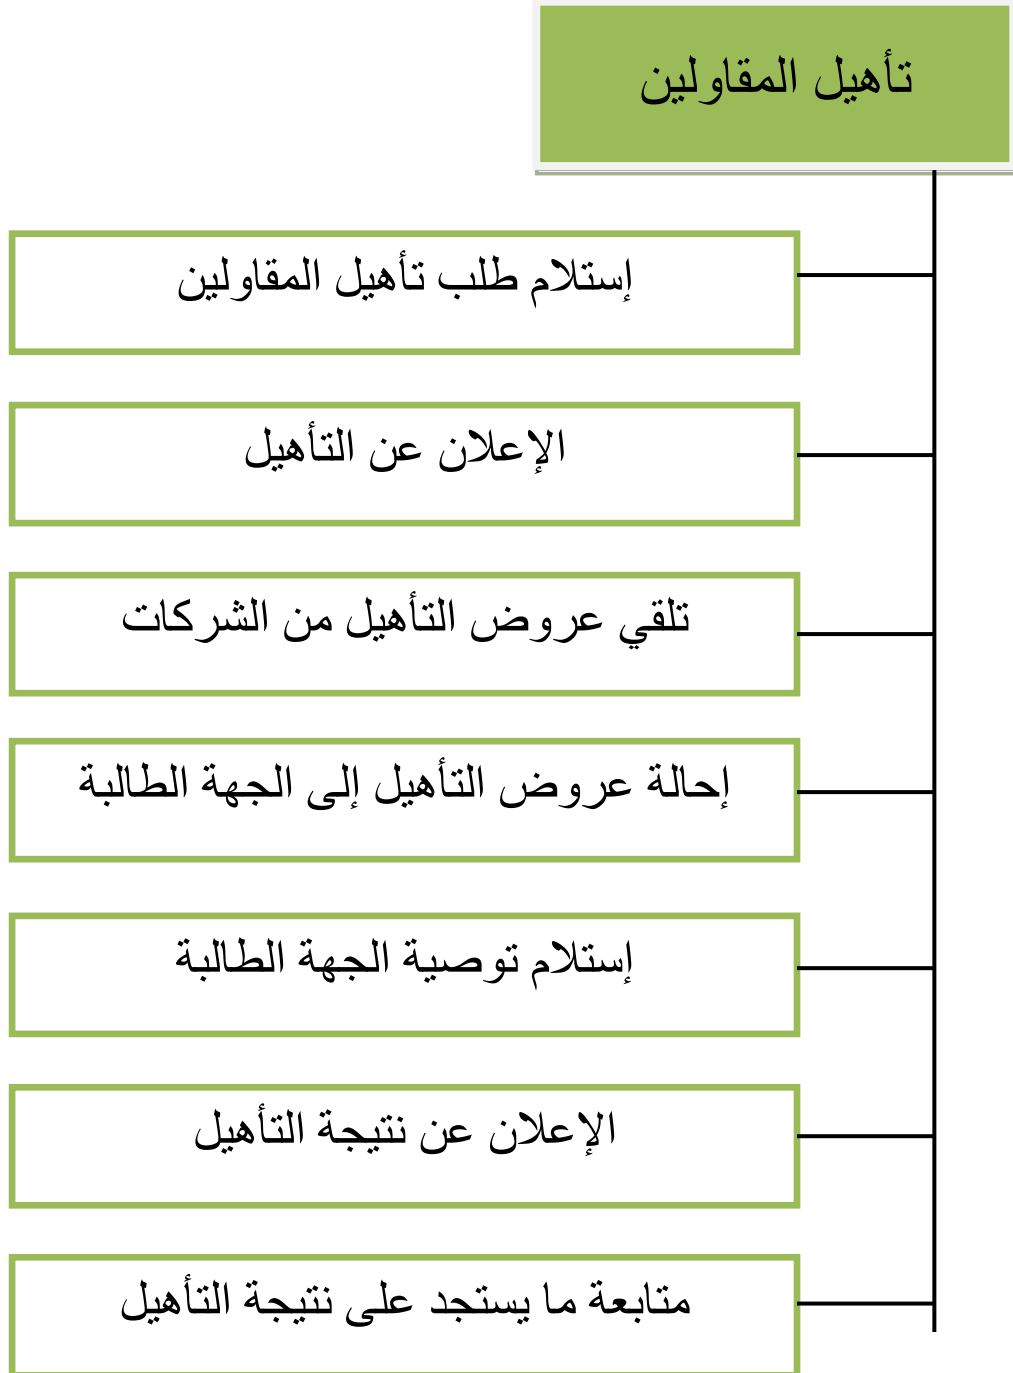 تأهيل المقاولين
إستلام طلب تأهيل المقاولين
الإعلان عن التأهيل
تلقي عروض التأهيل من الشركات
إحالة عروض التأهيل إلى الجهة الطالبة
إستلام توصية الجهة الطالبة
الإعلان عن نتيجة التأهيل
متابعة ما يستجد على نتيجة التأهيل